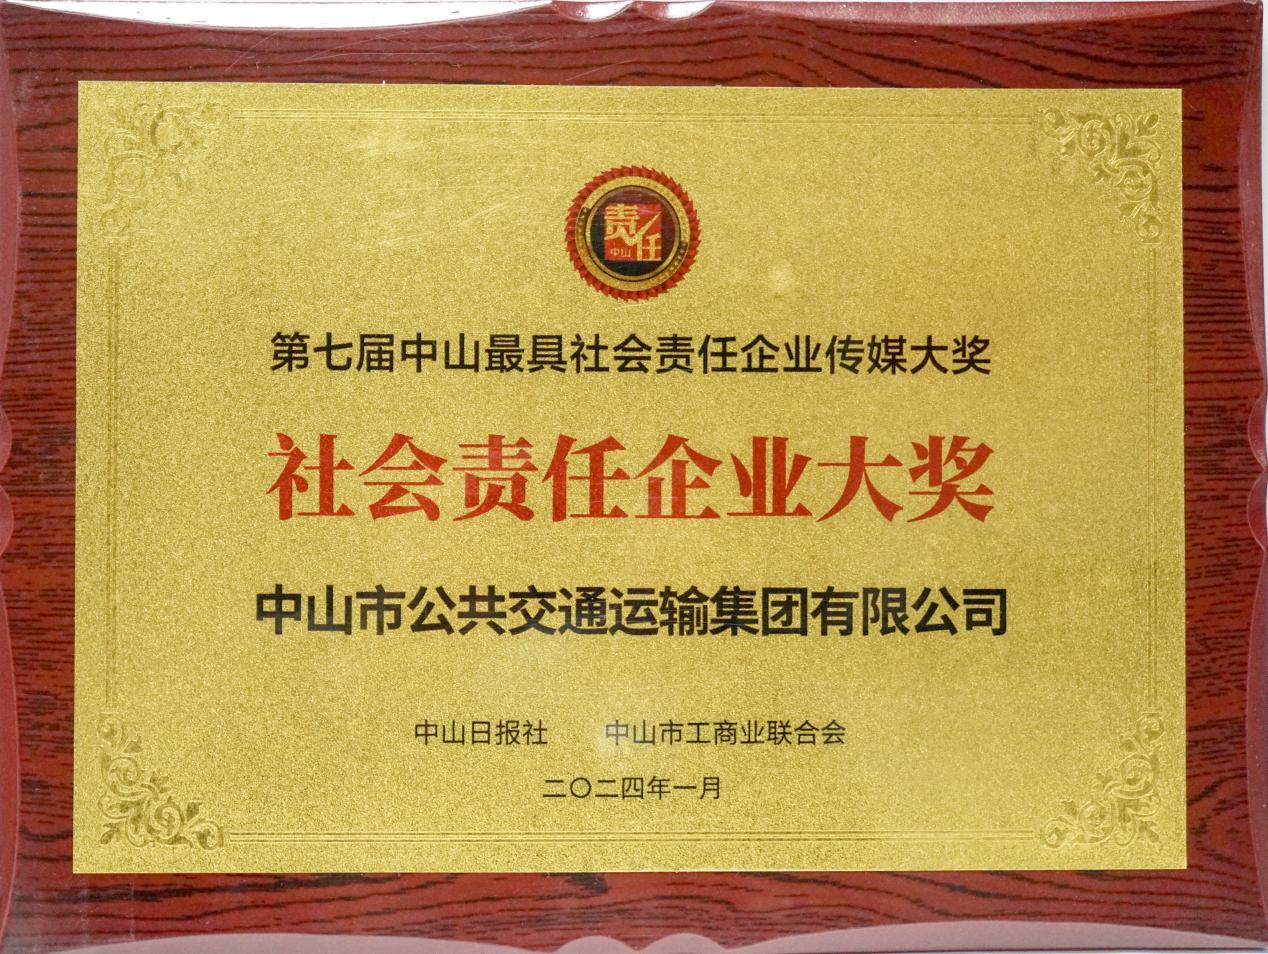 责任
中山
第七届中山最具社会责任企业传媒大奖
社会责任企业大奖
中山市公共交通运输集团有限公司
中山日报社 中山市工商业联合会
二〇二四年一月